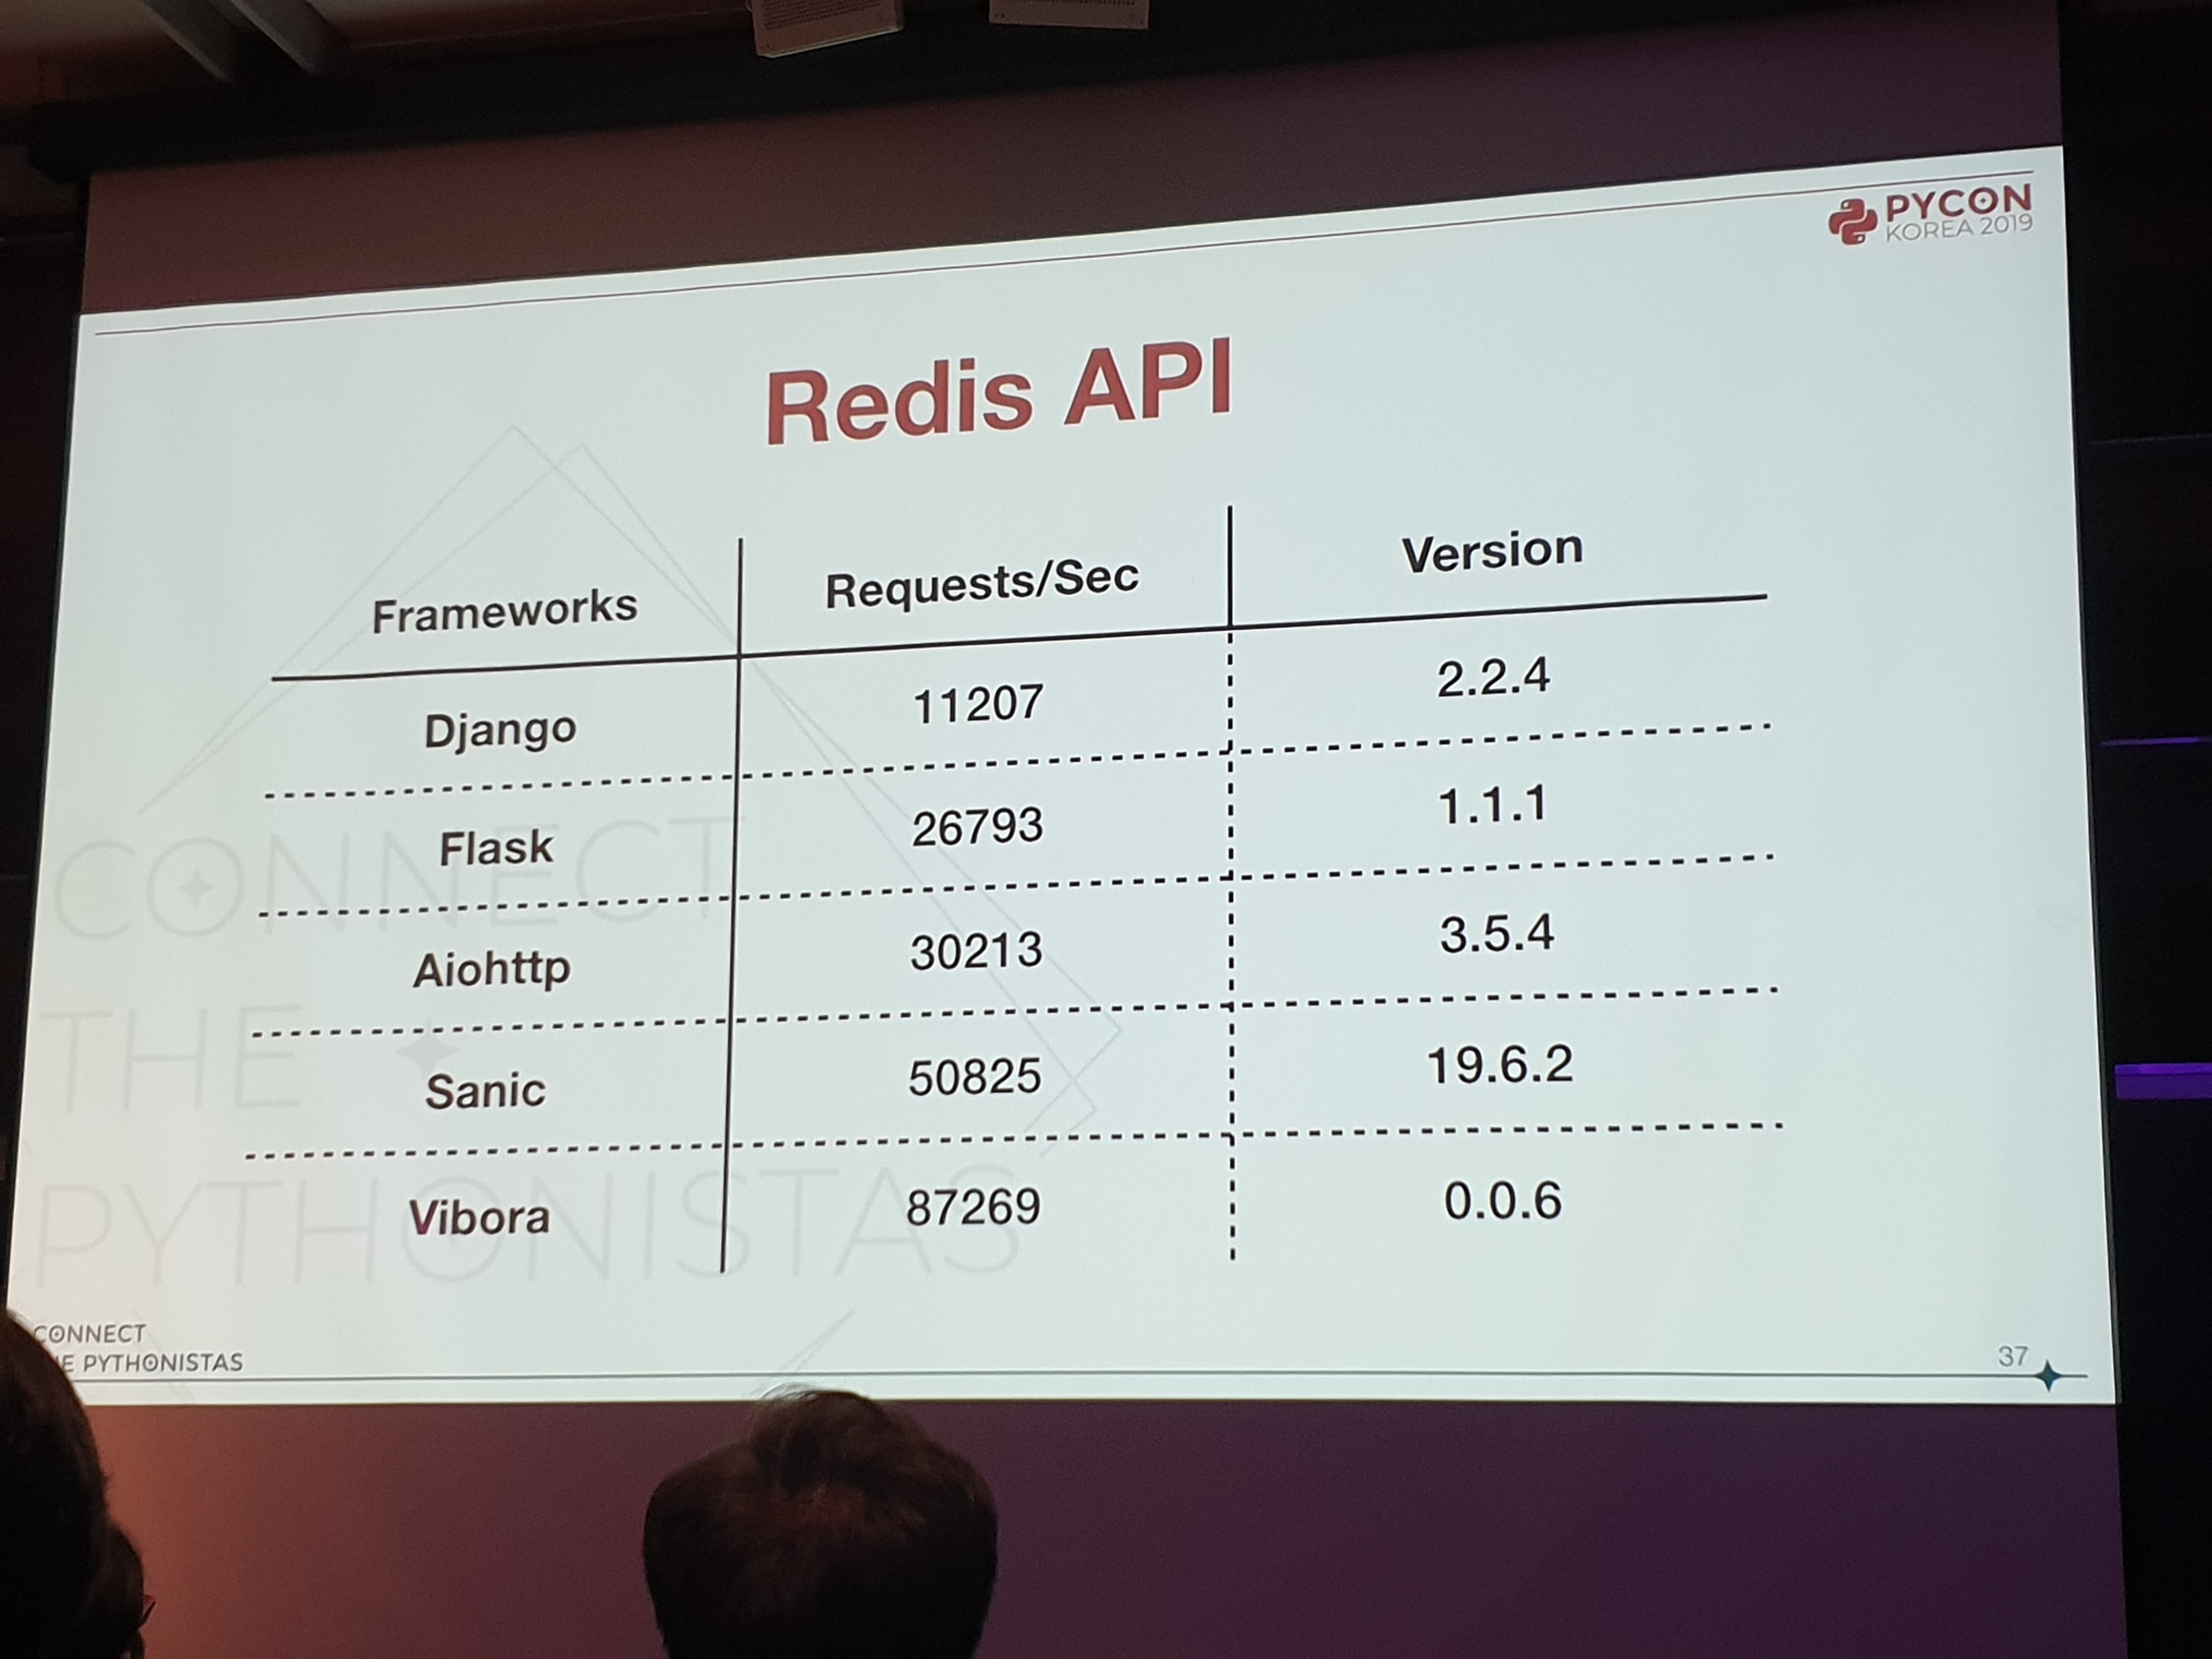 PYCON
KOREA 2019
Redis API
Frameworks Requests/Sec Version
Django 11207 2.2.4
Flask 26793 1.1.1
Aiohttp 30213 3.5.4
Sanic 50825 19.6.2
Vibora 87269 0.0.6
CONNECT
THE
PYTHONISTAS
CONNECT
E PYTHONISTAS
37